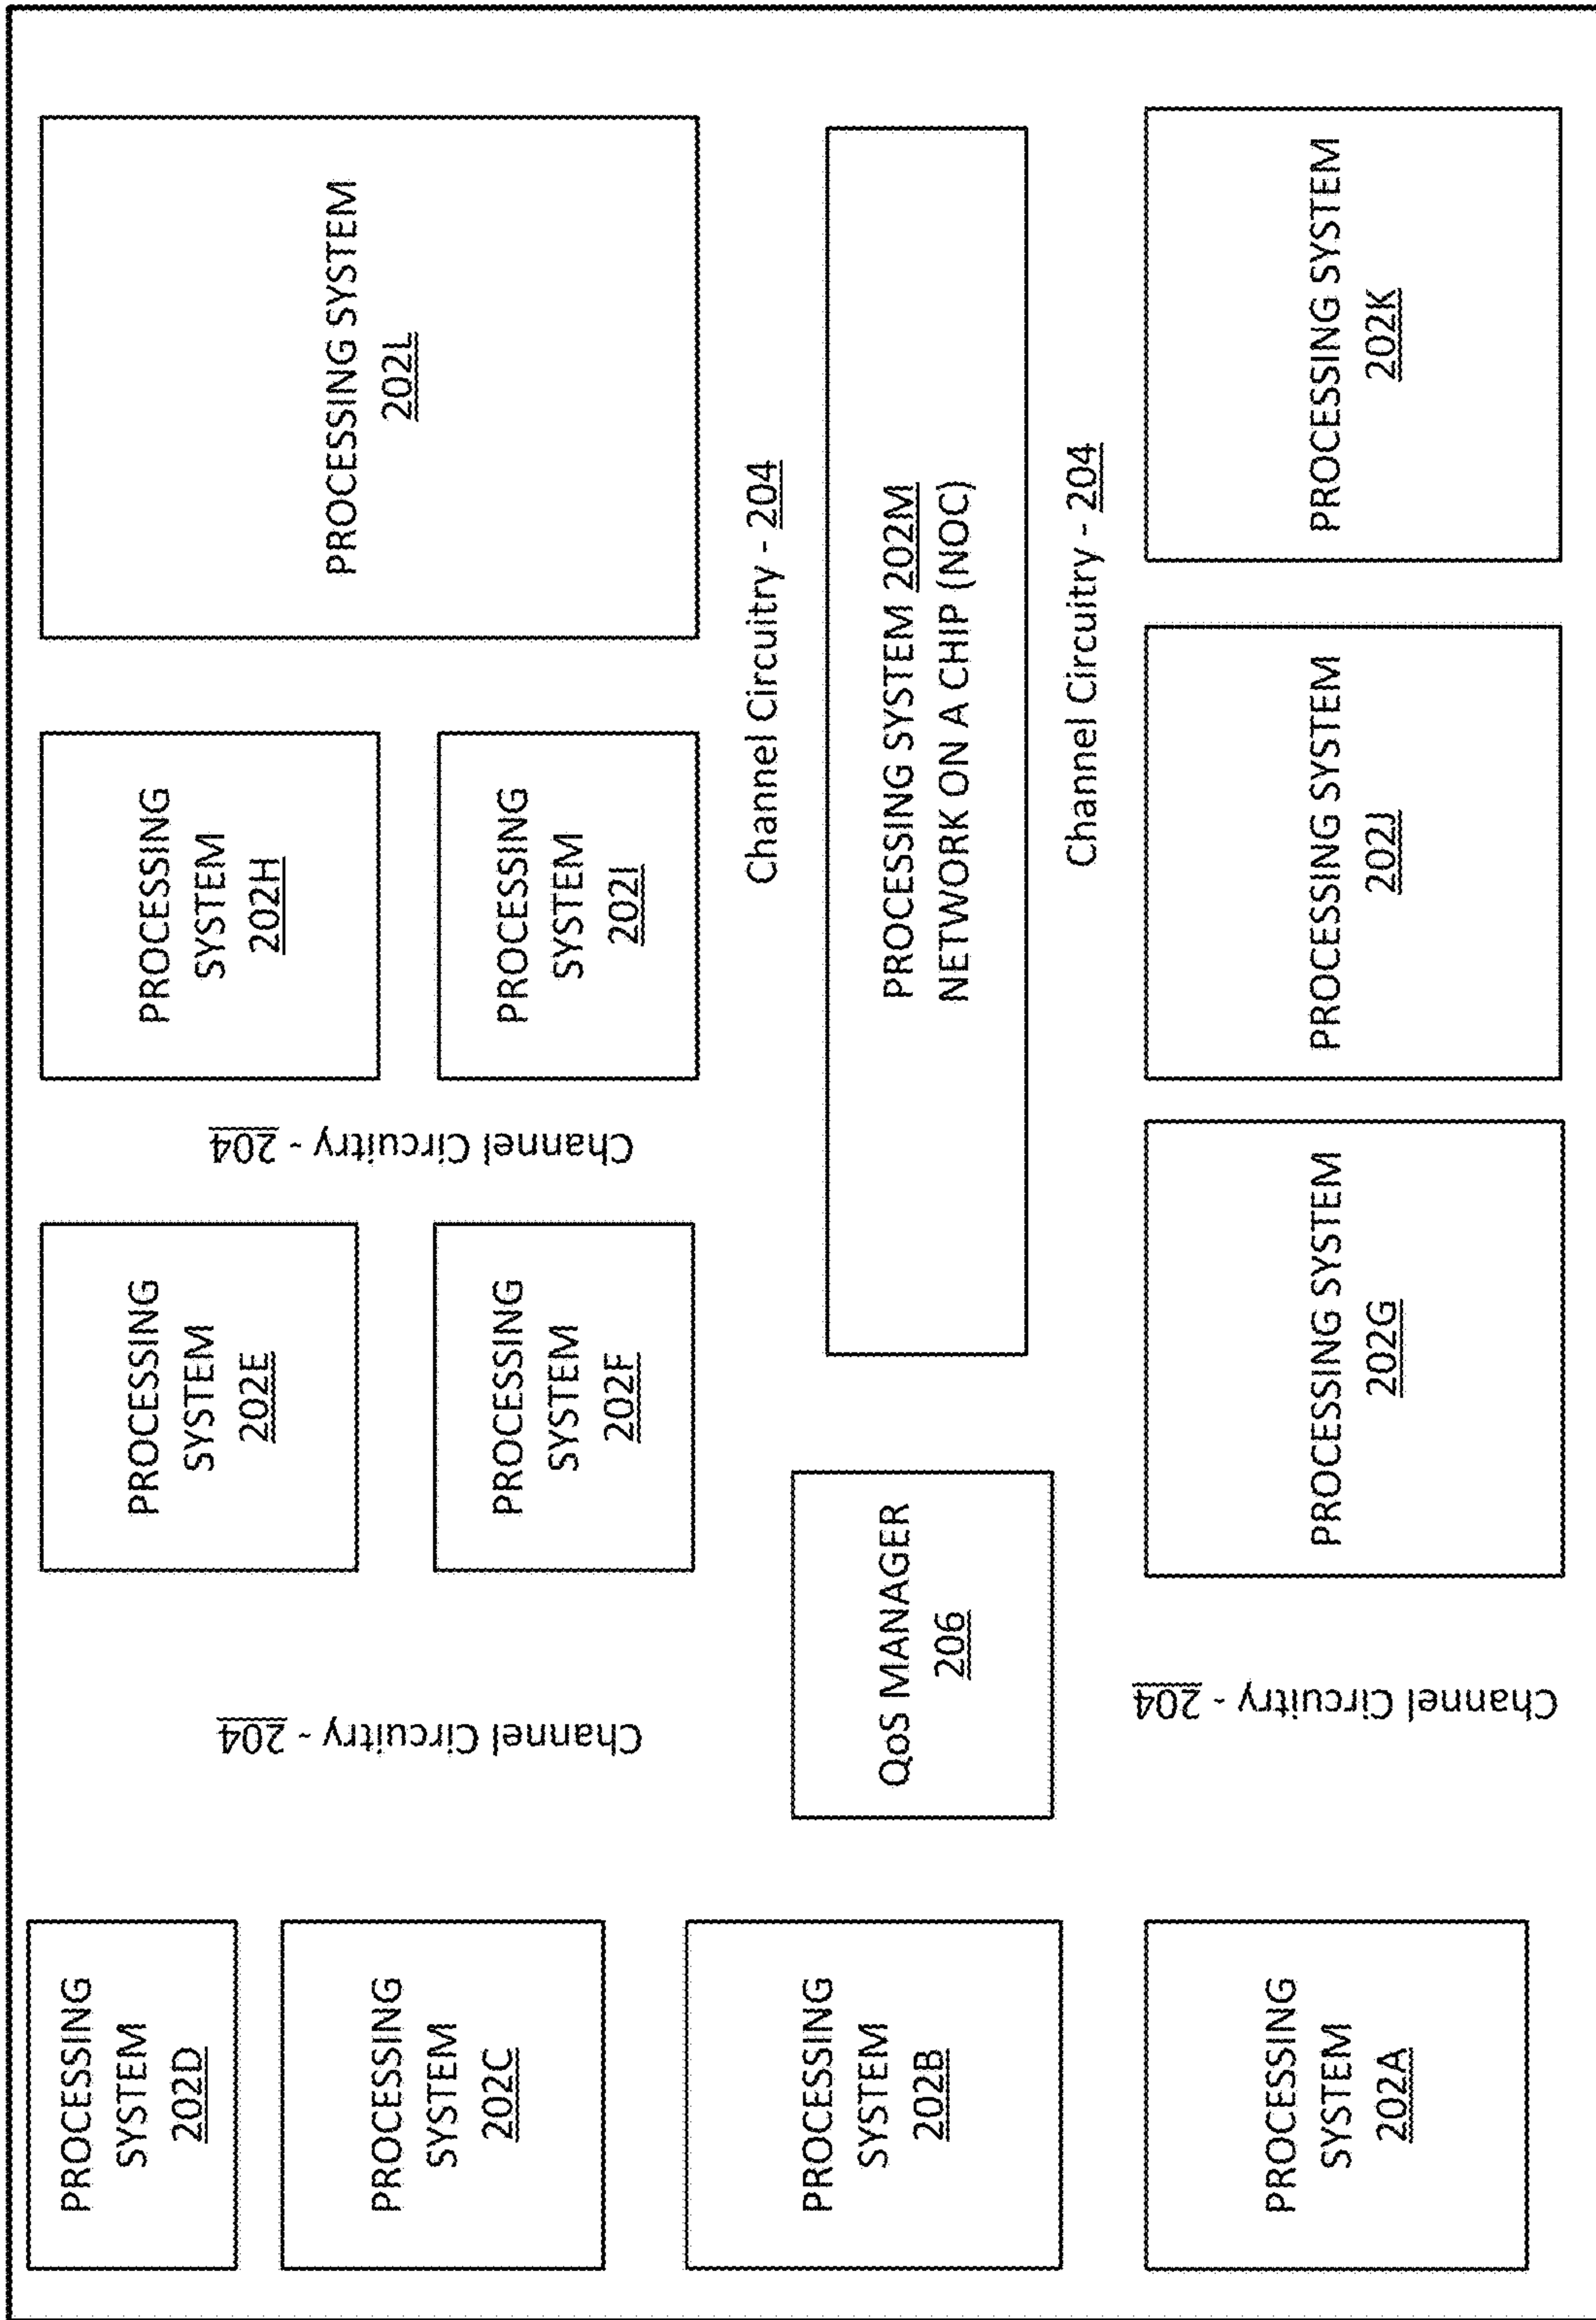 PROCESSING
SYSTEM
202D
PROCESSING
SYSTEM
202C
PROCESSING
SYSTEM
202B
PROCESSING
SYSTEM
202A
Channel Circuitry - 204
QoS MANAGER
206
Channel Circuitry - 204
PROCESSING
SYSTEM
202E
PROCESSING
SYSTEM
202F
PROCESSING SYSTEM
202G
Channel Circuitry - 204
PROCESSING
SYSTEM
202H
PROCESSING
SYSTEM
202I
Channel Circuitry - 204
PROCESSING SYSTEM 202M
NETWORK ON A CHIP (NOC)
Channel Circuitry - 204
PROCESSING SYSTEM
202J
PROCESSING SYSTEM
202L
PROCESSING SYSTEM
202K